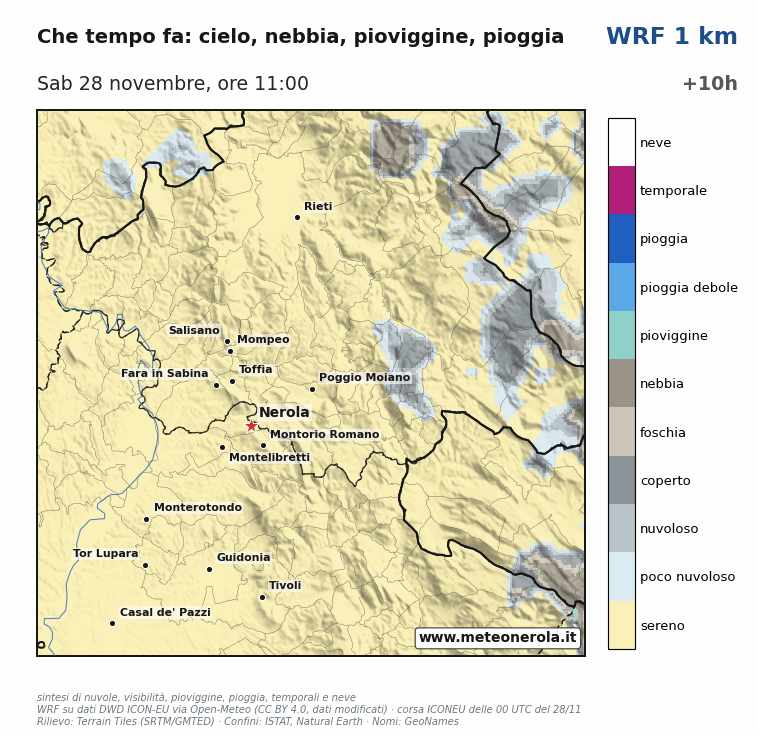 Che tempo fa: cielo, nebbia, pioviggine, pioggia
WRF 1 km
Sab 28 novembre, ore 11:00
+10h
Rieti
Salisano
Mompeo
Fara in Sabina
Toffia
Poggio Moiano
Nerola
Montorio Romano
Montelibretti
Monterotondo
Tor Lupara
Guidonia
Tivoli
Casal de' Pazzi
www.meteonerola.it
neve
temporale
pioggia
pioggia debole
pioviggine
nebbia
foschia
coperto
nuvoloso
poco nuvoloso
sereno
sintesi di nuvole, visibilità, pioviggine, pioggia, temporali e neve
WRF su dati DWD ICON-EU via Open-Meteo (CC BY 4.0, dati modificati) · corsa ICONEU delle 00 UTC del 28/11
Rilievo: Terrain Tiles (SRTM/GMTED) · Confini: ISTAT, Natural Earth · Nomi: GeoNames